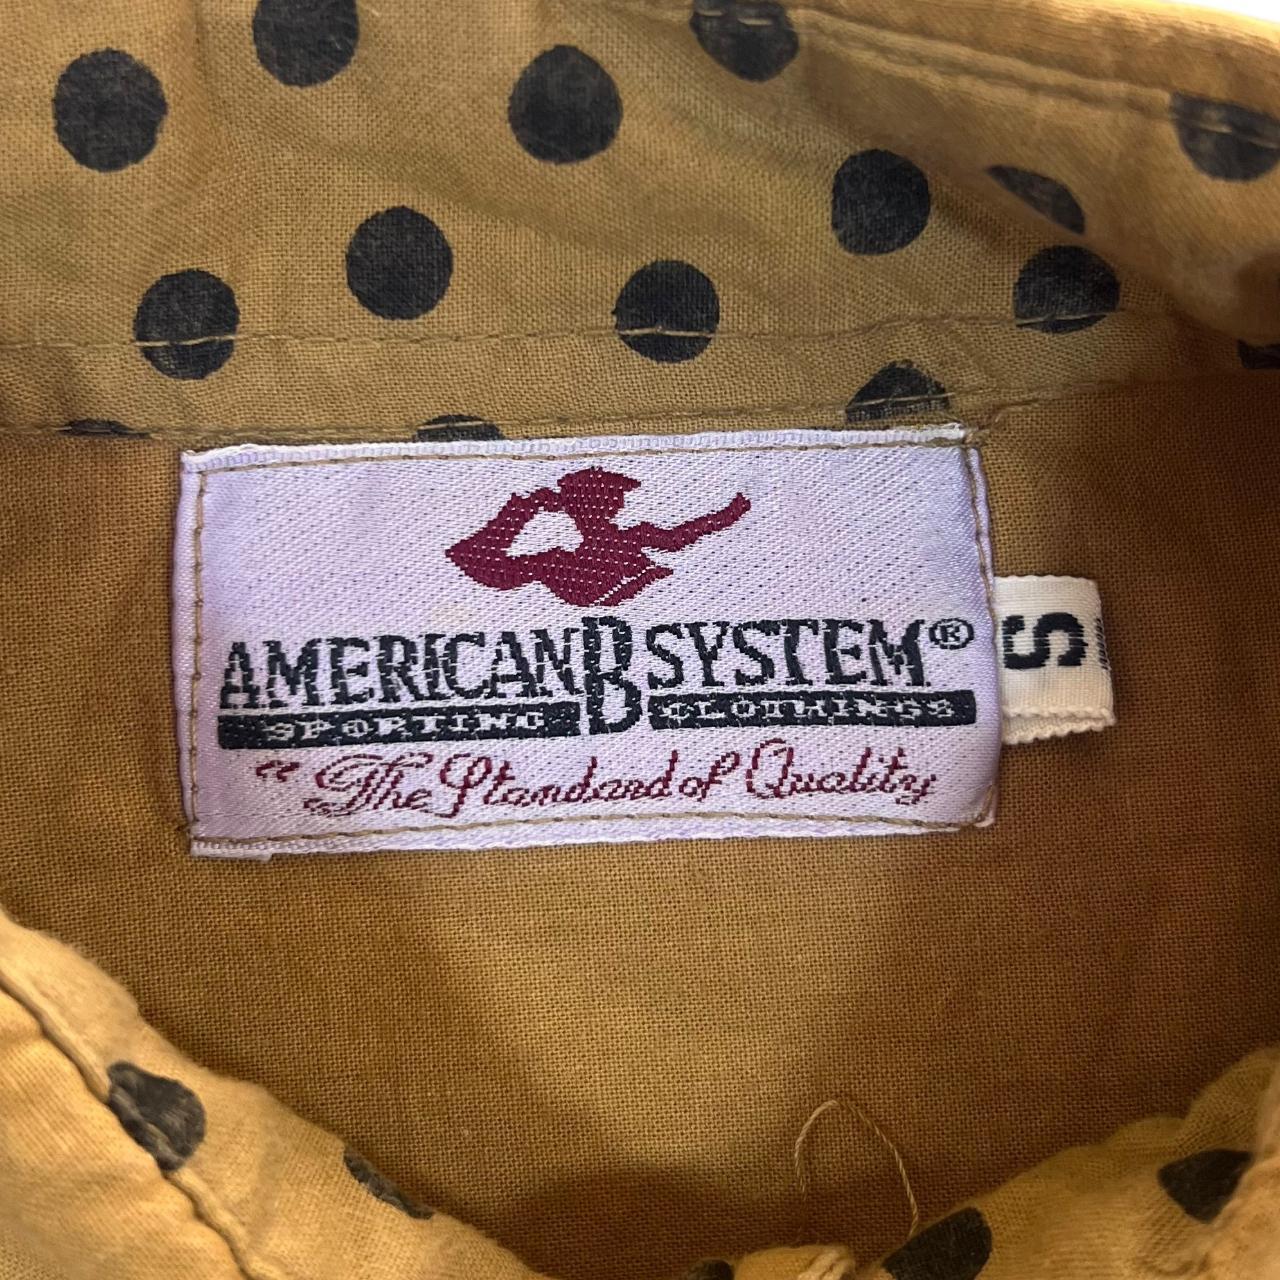 AMERICAN B SYSTEM®
SPORTING CLOTHINGS
"The Standard of Quality
S